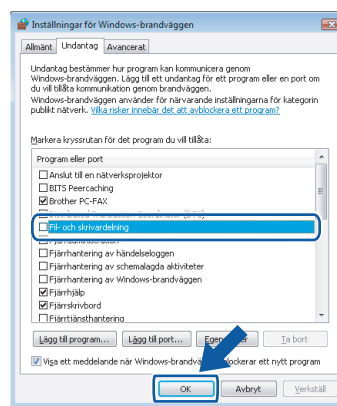 Inställningar för Windows-brandväggen
Allmänt Undantag Avancerat
Undantag bestämmer hur program kan kommunicera genom
Windows-brandväggen. Lägg till ett undantag för ett program eller en port om
du vill tillåta kommunikation genom brandväggen.
Windows-brandväggen använder för närvarande inställningarna för kategorin
publikt nätverk. Vilka risker innebär det att avblockera ett program?
Markera kryssrutan för det program du vill tillåta:
Program eller port
Anslut till en nätverksprojektor
BITS Peercaching
Brother PC-FAX
Fil- och skrivardelning
Fjärradministration
Fjärrhantering av händelseloggen
Fjärrhantering av schemalagda aktiviteter
Fjärrhantering av Windows-brandväggen
Fjärrhjälp
Fjärrskrivbord
Fjärrtjänsthantering
Lägg till program... Lägg till port... Ta bort
Visa ett meddelande när blockerar ett nytt program
OK Avbryt Verkställ